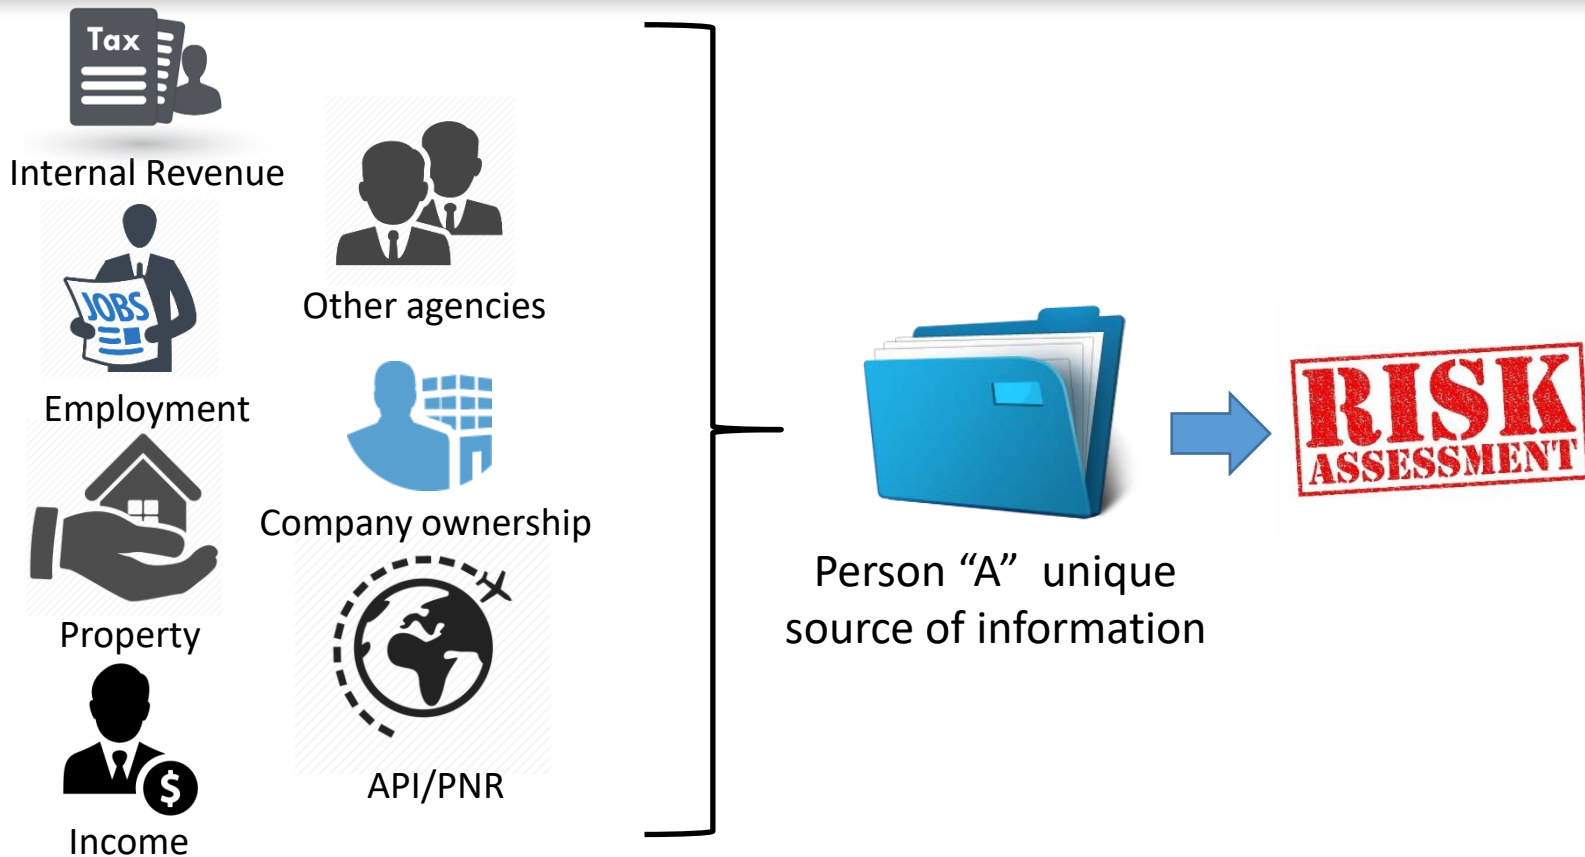 Tax
Internal Revenue
JOBS
Employment
Property
$
Income
Other agencies
Company ownership
API/PNR
Person “A”  unique
source of information
RISK
ASSESSMENT